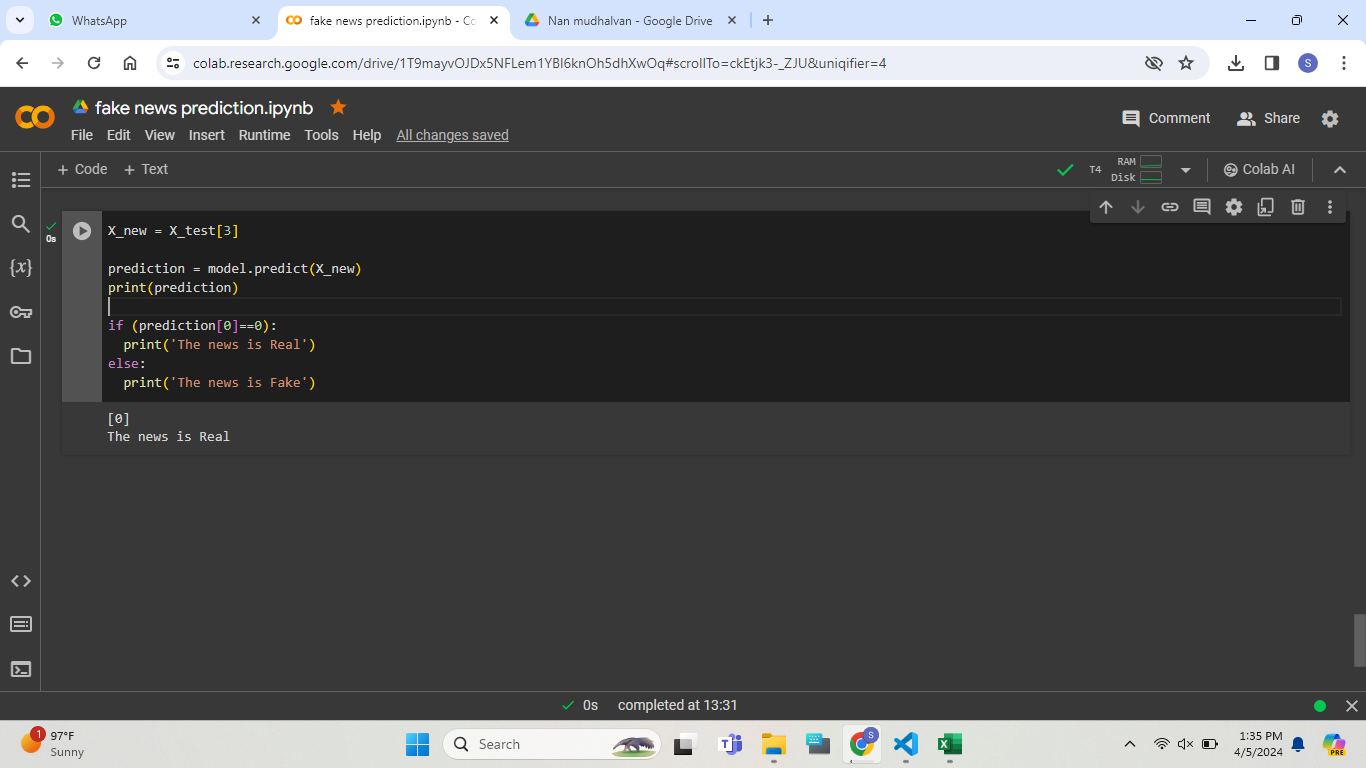 WhatsApp
fake news prediction.ipynb - Co
Nan mudhalvan - Google Drive
colab.research.google.com/drive/1T9mayvOJDx5NFLem1YBI6knOh5dhXwOq#scrollTo=ckEtjk3-_ZJU&uniqifier=4
S
fake news prediction.ipynb
File Edit View Insert Runtime Tools Help All changes saved
Comment Share
+ Code + Text
T4 RAM Disk
Colab AI
0s
X_new = X_test[3]
prediction = model.predict(X_new)
print(prediction)
if (prediction[0]==0):
  print('The news is Real')
else:
  print('The news is Fake')
[0]
The news is Real
{x}
0s completed at 13:31
1
97°F
Sunny
Search
S
1:35 PM
4/5/2024
PRE